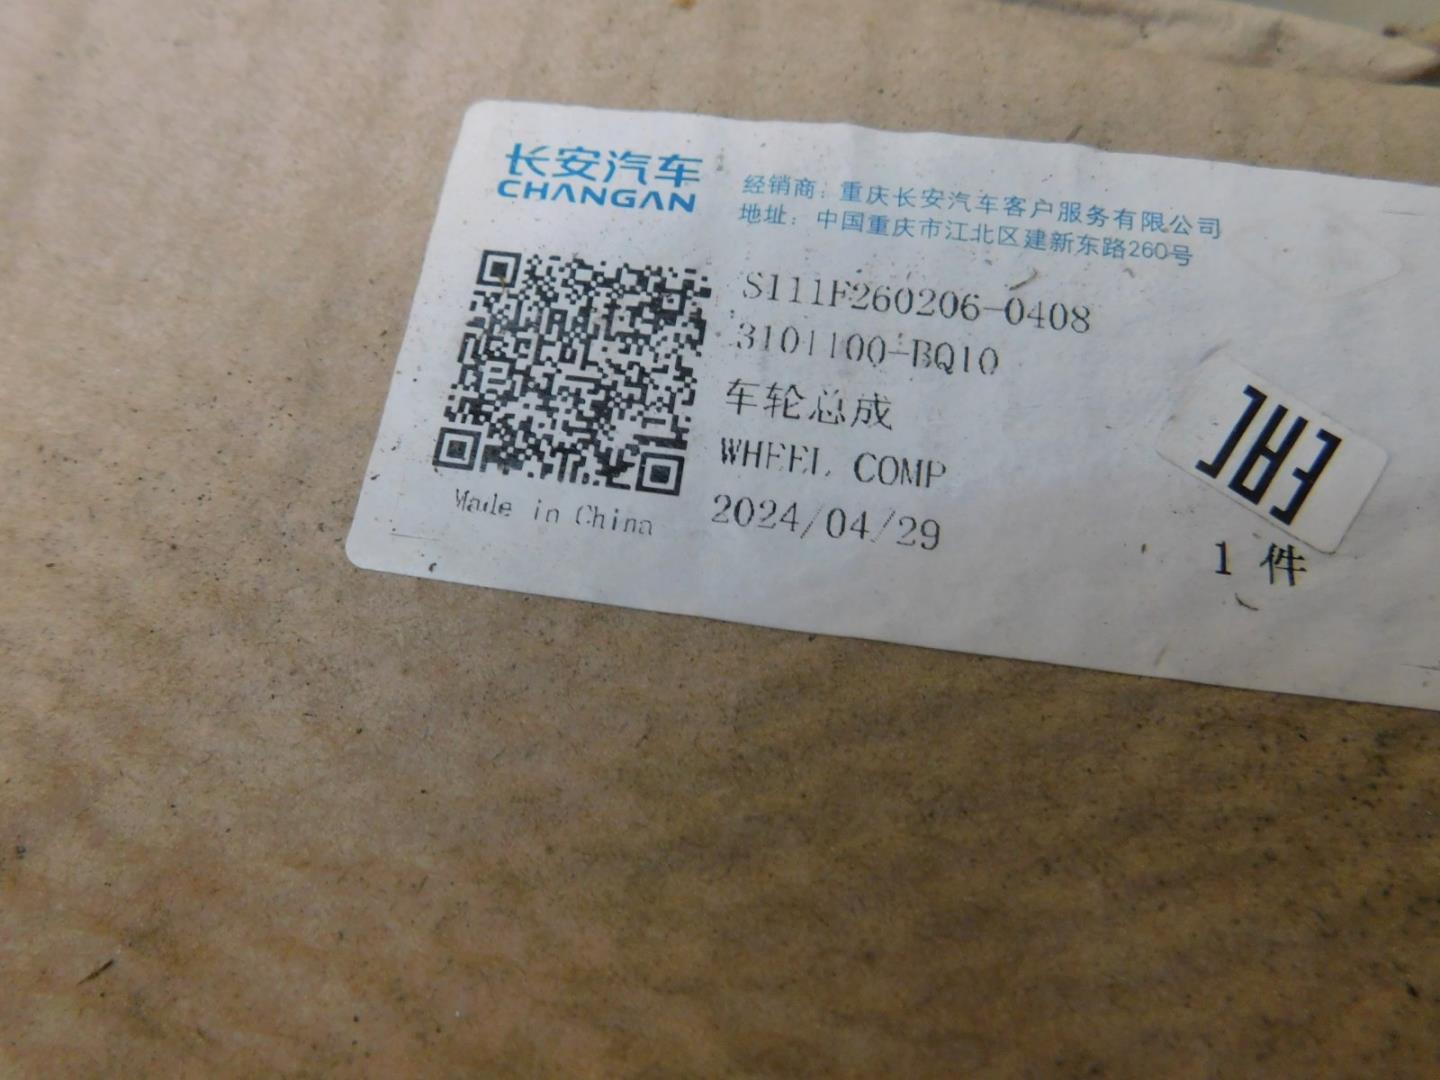 长安汽车
CHANGAN
经销商：重庆长安汽车客户服务有限公司
地址：中国重庆市江北区建新东路260号
S111F260206-0408
3101100-BQ10
车轮总成
WHEEL COMP
2024/04/29
Made in China
1 件